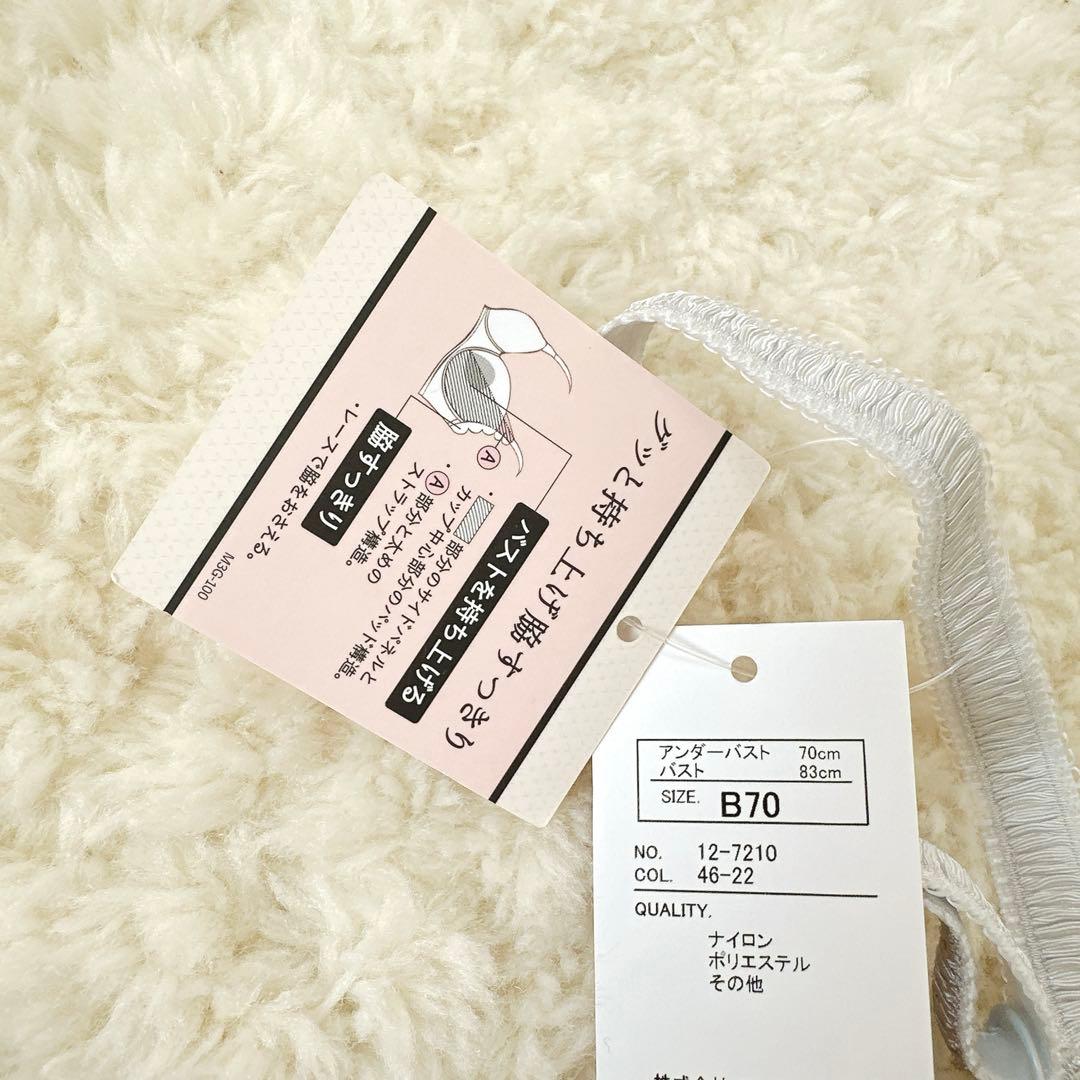 グッと持ち上げ脇すっきり
バストを持ち上げる
・ 部分のサイドパネルと
カップ中心部分のパッド構造。
・Ⓐ部分と太めの
ストラップ構造。
Ⓐ
脇すっきり
・レースで脇をおさえる。
M3G-100
アンダーバスト 70cm
バスト 83cm
SIZE. B70
NO. 12-7210
COL. 46-22
QUALITY.
ナイロン
ポリエステル
その他